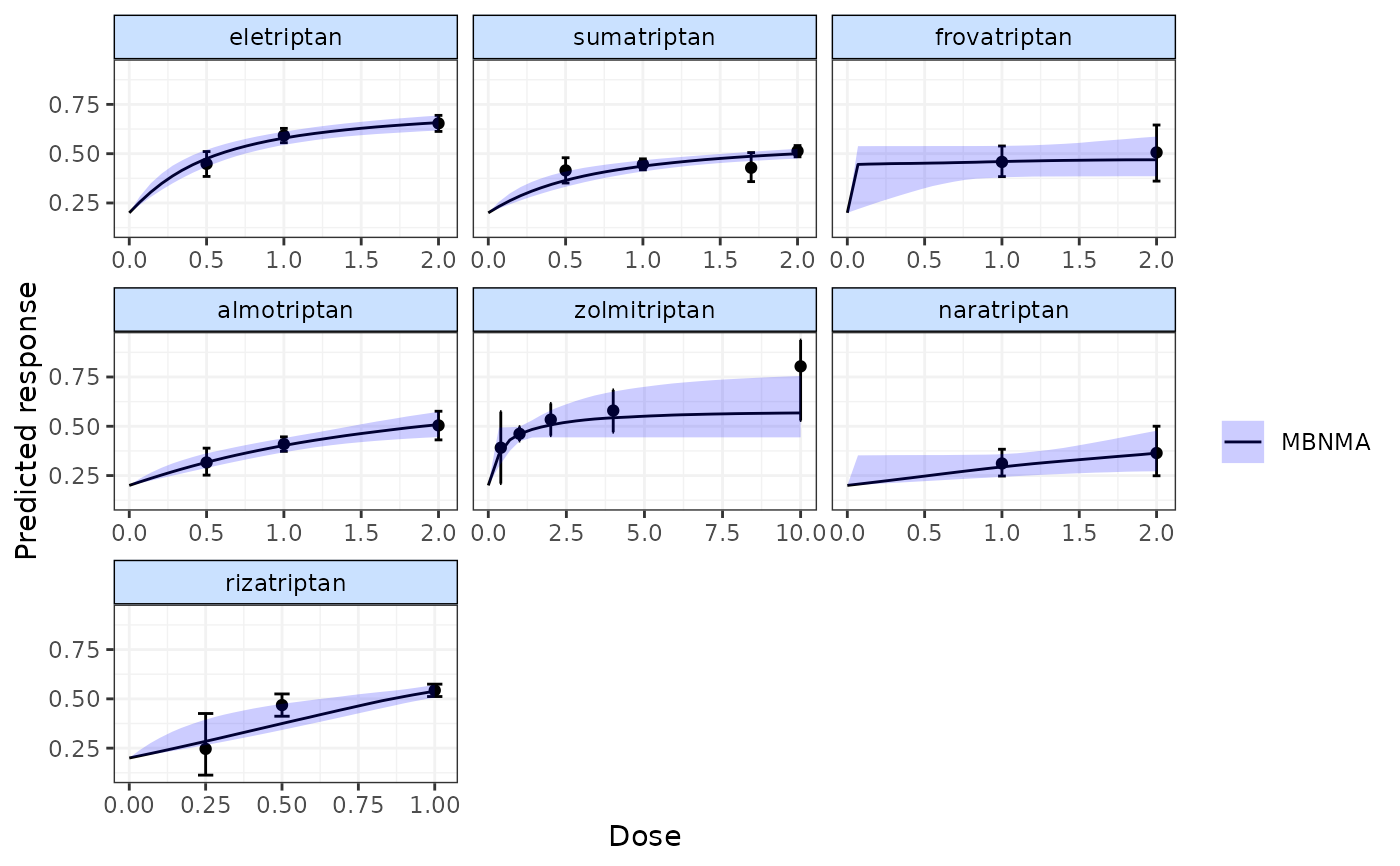 eletriptan sumatriptan frovatriptan
0.75
0.50
0.25
0.0 0.5 1.0 1.5 2.0 0.0 0.5 1.0 1.5 2.0 0.0 0.5 1.0 1.5 2.0
almotriptan zolmitriptan naratriptan
0.75
0.50
0.25
0.0 0.5 1.0 1.5 2.0 0.0 2.5 5.0 7.5 10.0 0.0 0.5 1.0 1.5 2.0
rizatriptan
0.75
0.50
0.25
0.00 0.25 0.50 0.75 1.00
Dose
Predicted response
MBNMA